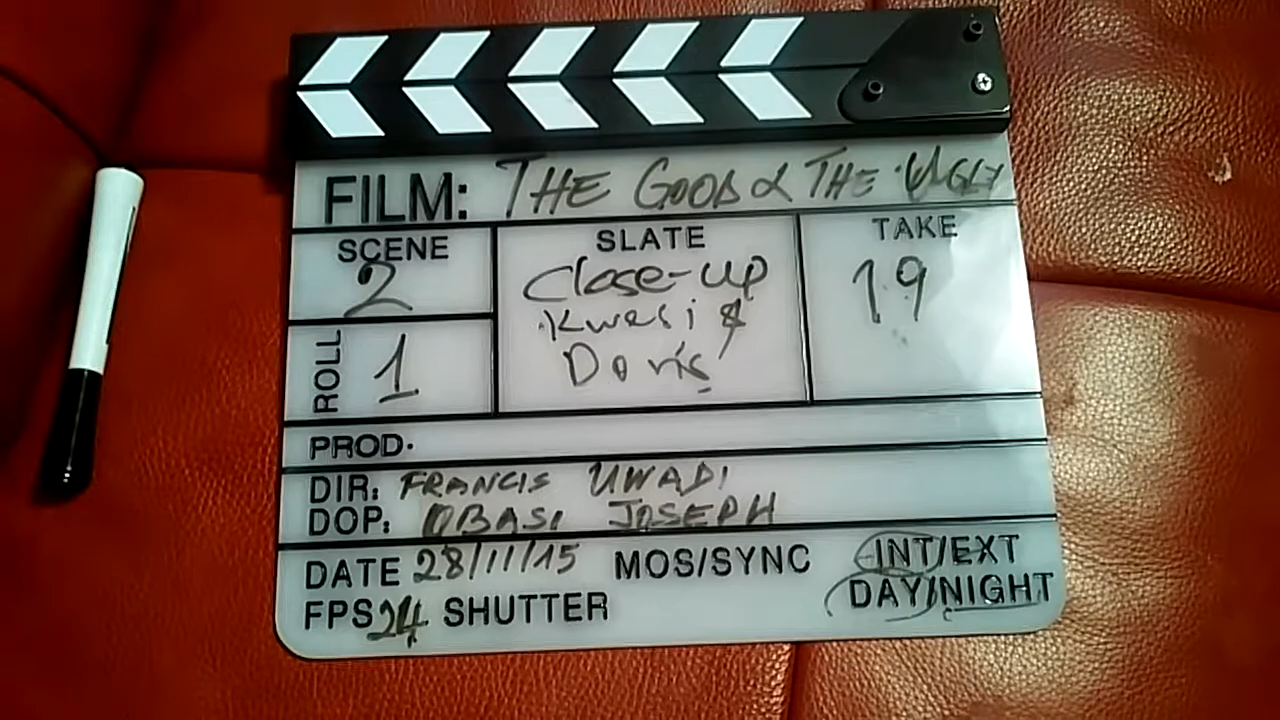 FILM: THE GOOD & THE UGLY
SCENE
2
SLATE
Close-up
Kwesi &
Doris
TAKE
19
ROLL
1
PROD.
DIR: FRANCIS UWADI
DOP: OBASI JOSEPH
DATE 28/11/15 MOS/SYNC INT/EXT
FPS 24 SHUTTER DAY/NIGHT